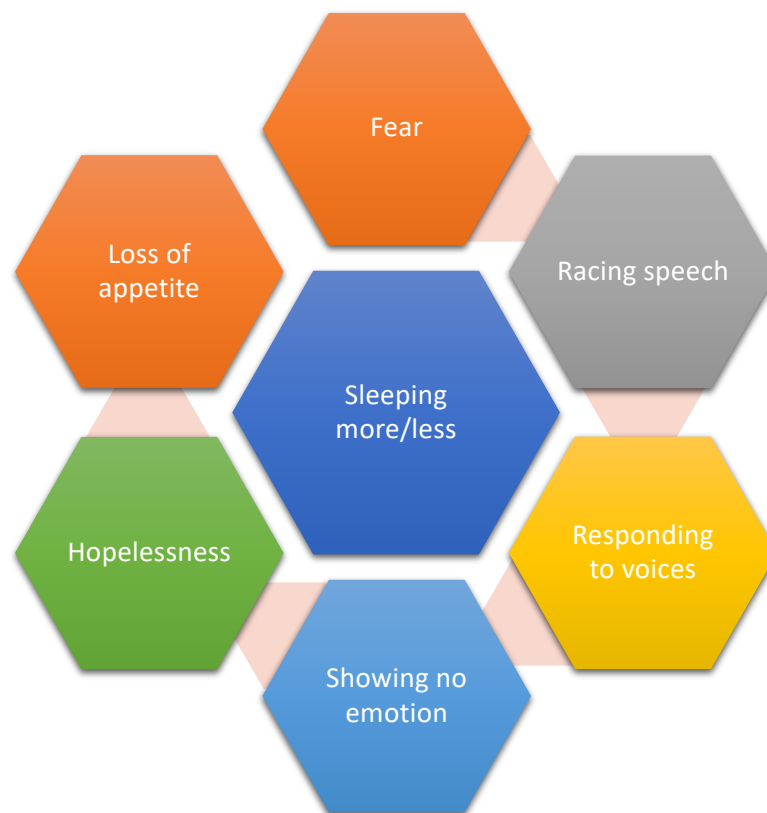 Fear
Racing speech
Responding
to voices
Showing no
emotion
Hopelessness
Loss of
appetite
Sleeping
more/less